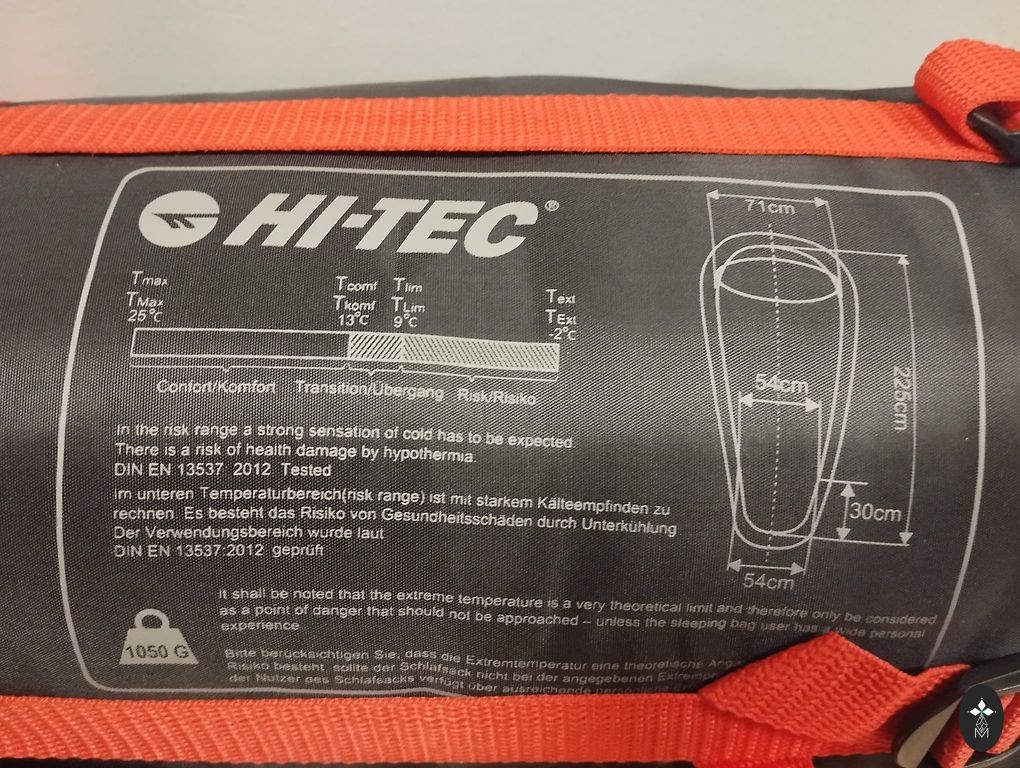 HI-TEC®
Tmax
TMax
25°C
Tcomf
Tkomf
13°C
Tlim
TLim
9°C
Text
TExt
-2°C
Confort/Komfort Transition/Übergang Risk/Risiko
In the risk range a strong sensation of cold has to be expected.
There is a risk of health damage by hypothermia.
DIN EN 13537: 2012 Tested
Im unteren Temperaturbereich(risk range) ist mit starkem Kälteempfinden zu
rechnen. Es besteht das Risiko von Gesundheitsschäden durch Unterkühlung
Der Verwendungsbereich wurde laut
DIN EN 13537:2012 geprüft
It shall be noted that the extreme temperature is a very theoretical limit and therefore only be considered
as a point of danger that should not be approached – unless the sleeping bag user has a wide personal
experience
Bitte berücksichtigen Sie, dass die Extremtemperatur eine theoretische
Risiko besteht, sollte der Schlafsack nicht bei der angegebenen
der Nutzer des Schlafsacks verfügt über ausreichende
1050 G
71cm
54cm
225cm
30cm
54cm
M